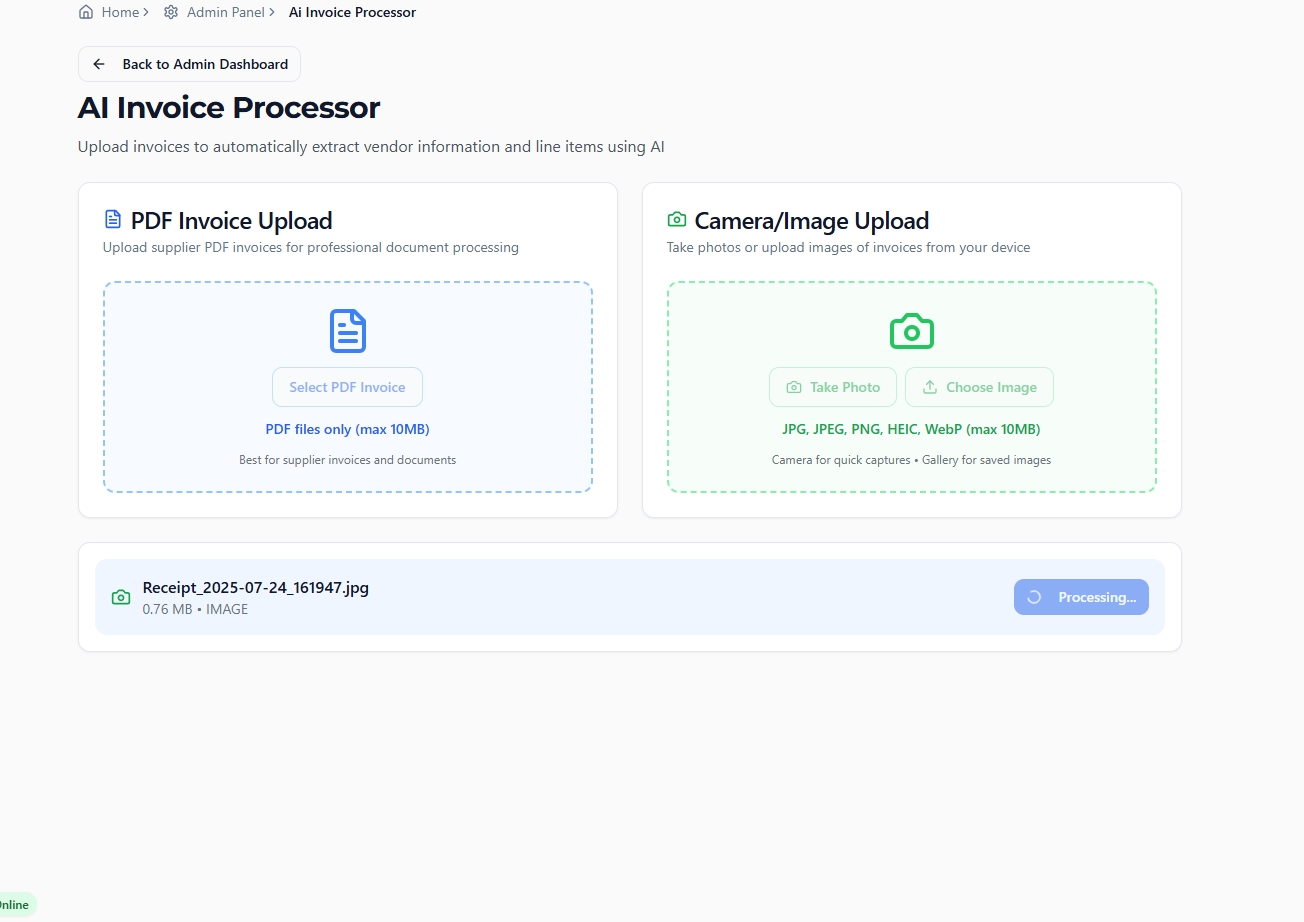 Home > Admin Panel > Ai Invoice Processor
Back to Admin Dashboard
AI Invoice Processor
Upload invoices to automatically extract vendor information and line items using AI
PDF Invoice Upload
Upload supplier PDF invoices for professional document processing
Select PDF Invoice
PDF files only (max 10MB)
Best for supplier invoices and documents
Camera/Image Upload
Take photos or upload images of invoices from your device
Take Photo
Choose Image
JPG, JPEG, PNG, HEIC, WebP (max 10MB)
Camera for quick captures • Gallery for saved images
Receipt_2025-07-24_161947.jpg
0.76 MB • IMAGE
Processing...
Online